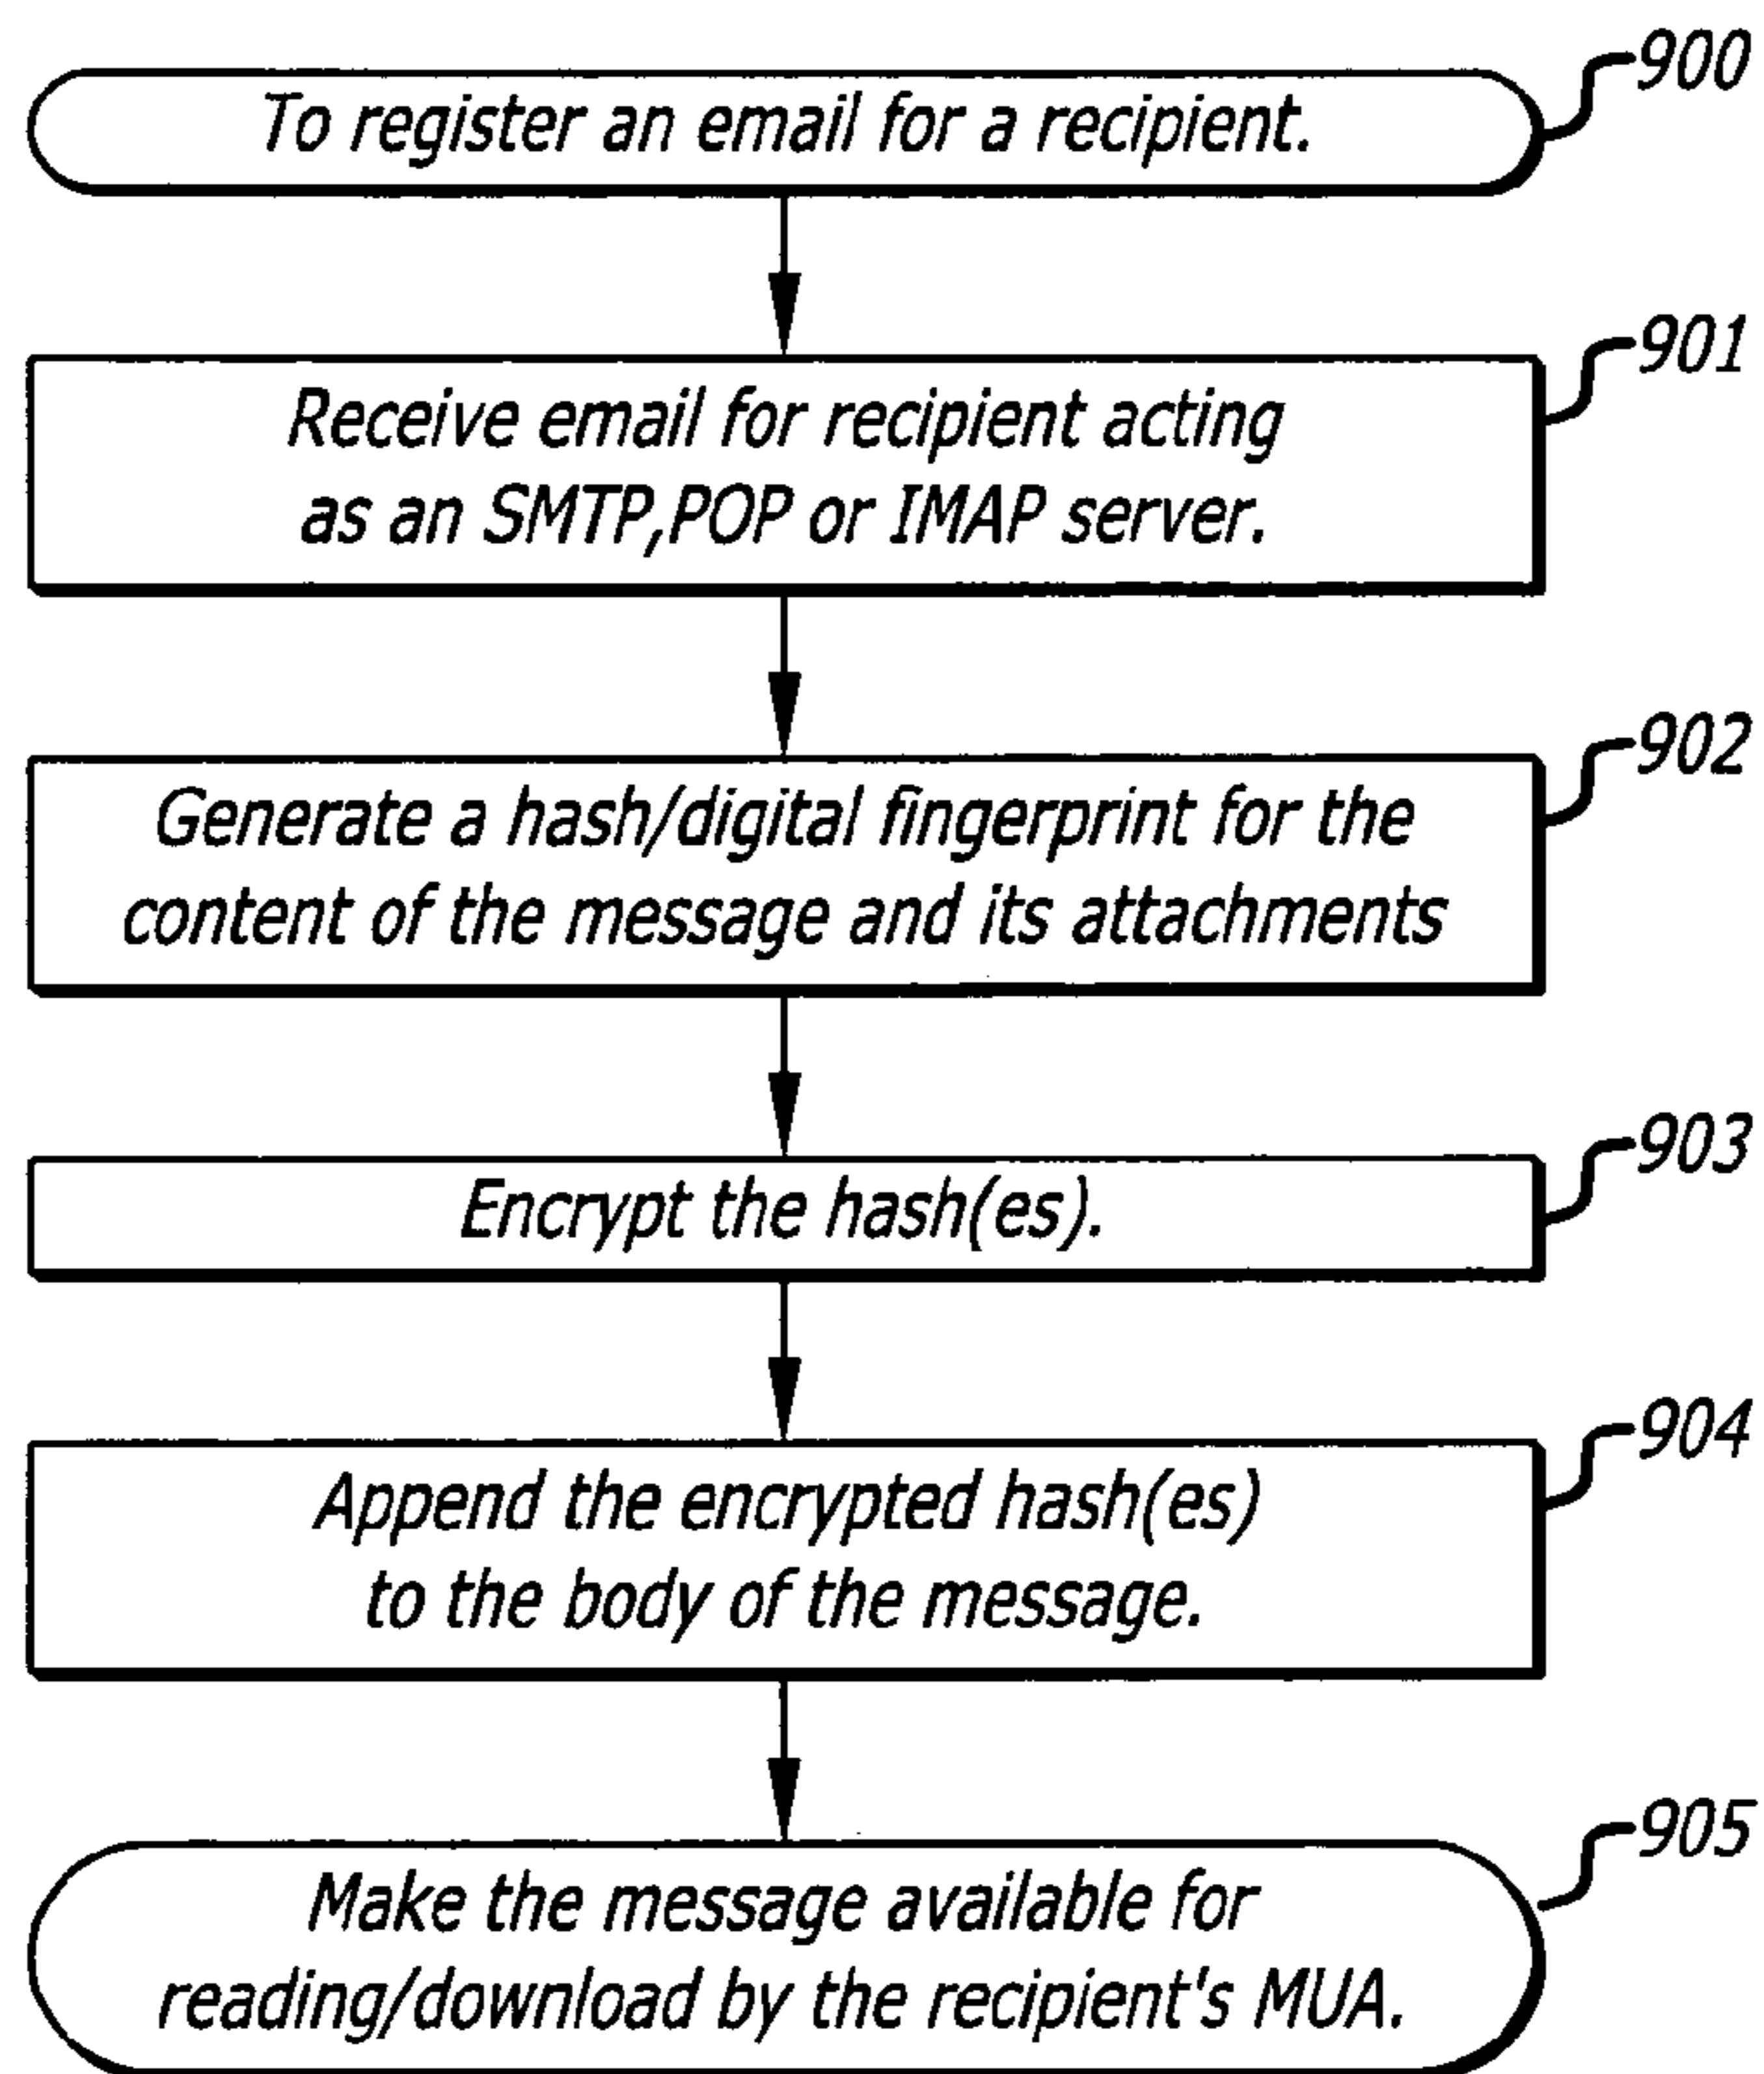 900
To register an email for a recipient.
901
Receive email for recipient acting
as an SMTP,POP or IMAP server.
902
Generate a hash/digital fingerprint for the
content of the message and its attachments
903
Encrypt the hash(es).
904
Append the encrypted hash(es)
to the body of the message.
905
Make the message available for
reading/download by the recipient's MUA.